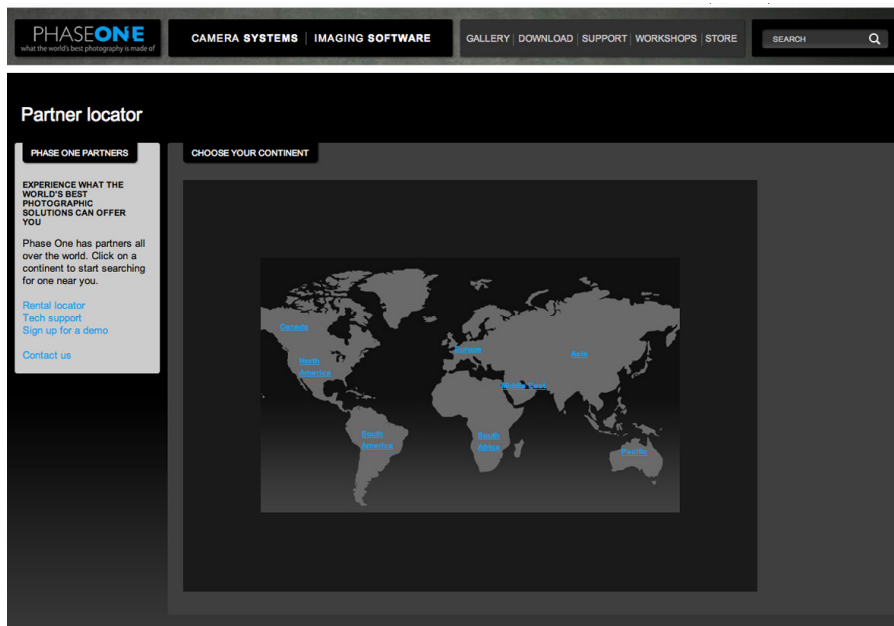 PHASEONE
what the world's best photography is made of
CAMERA SYSTEMS | IMAGING SOFTWARE
GALLERY | DOWNLOAD | SUPPORT | WORKSHOPS | STORE
SEARCH
Partner locator
PHASE ONE PARTNERS
EXPERIENCE WHAT THE
WORLD'S BEST
PHOTOGRAPHIC
SOLUTIONS CAN OFFER
YOU
Phase One has partners all
over the world. Click on a
continent to start searching
for one near you.
Rental locator
Tech support
Sign up for a demo
Contact us
CHOOSE YOUR CONTINENT
Canada
Europe
Asia
North
America
Middle East
South
America
South
Africa
Pacific